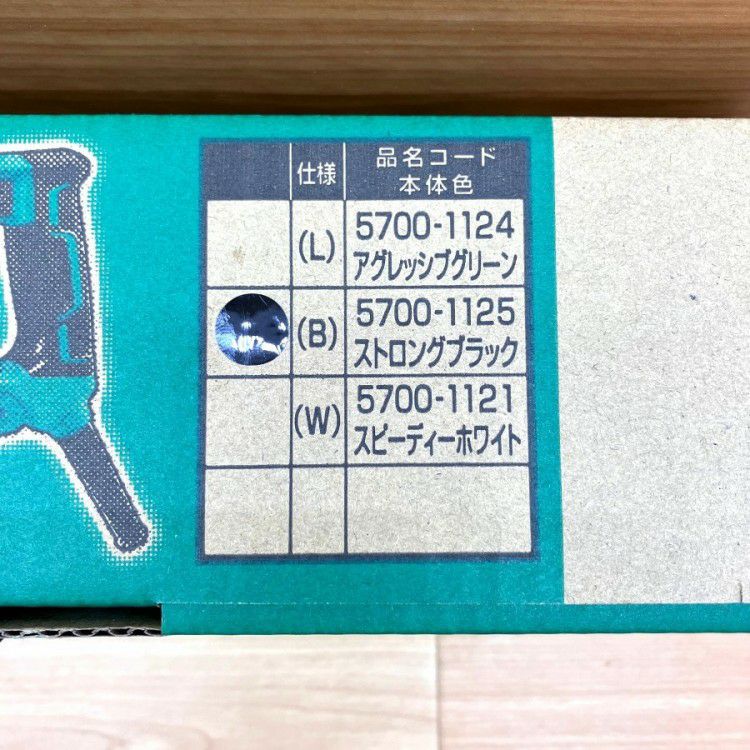 仕様
品名コード
本体色
(L)
5700-1124
アグレッシブグリーン
(B)
5700-1125
ストロングブラック
(W)
5700-1121
スピーディーホワイト